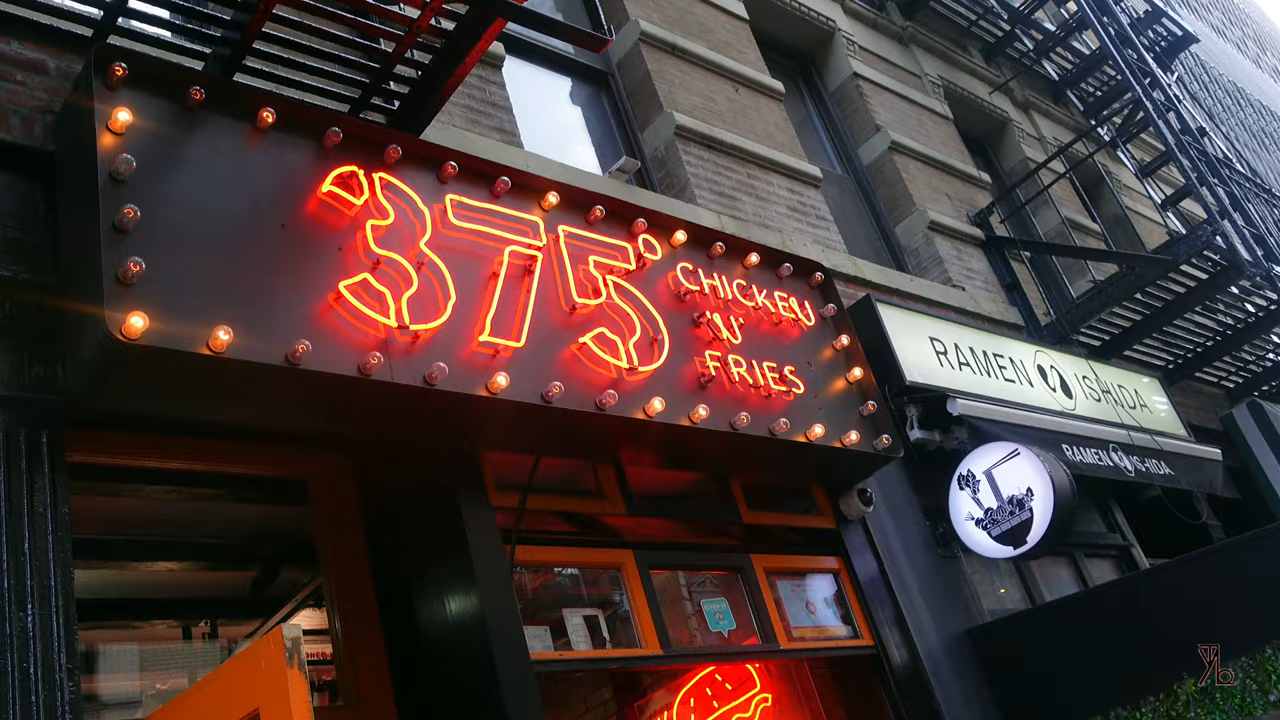 375°
CHICKEN
'N'
FRIES
RAMEN ISHIDA
RAMEN ISHIDA